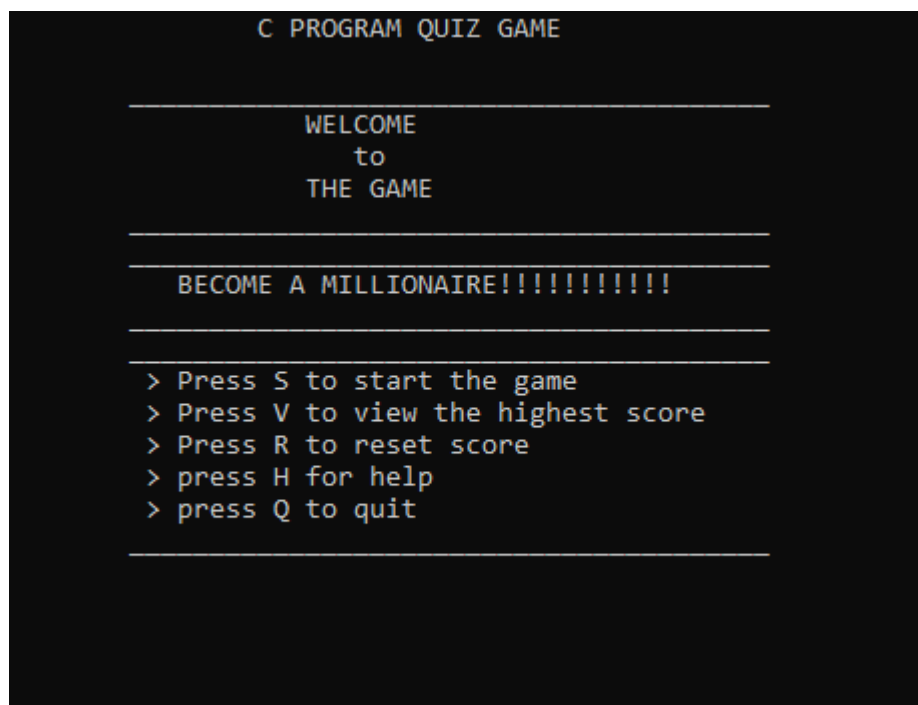 C PROGRAM QUIZ GAME
WELCOME
to
THE GAME
BECOME A MILLIONAIRE!!!!!!!!!!!
> Press S to start the game
> Press V to view the highest score
> Press R to reset score
> press H for help
> press Q to quit